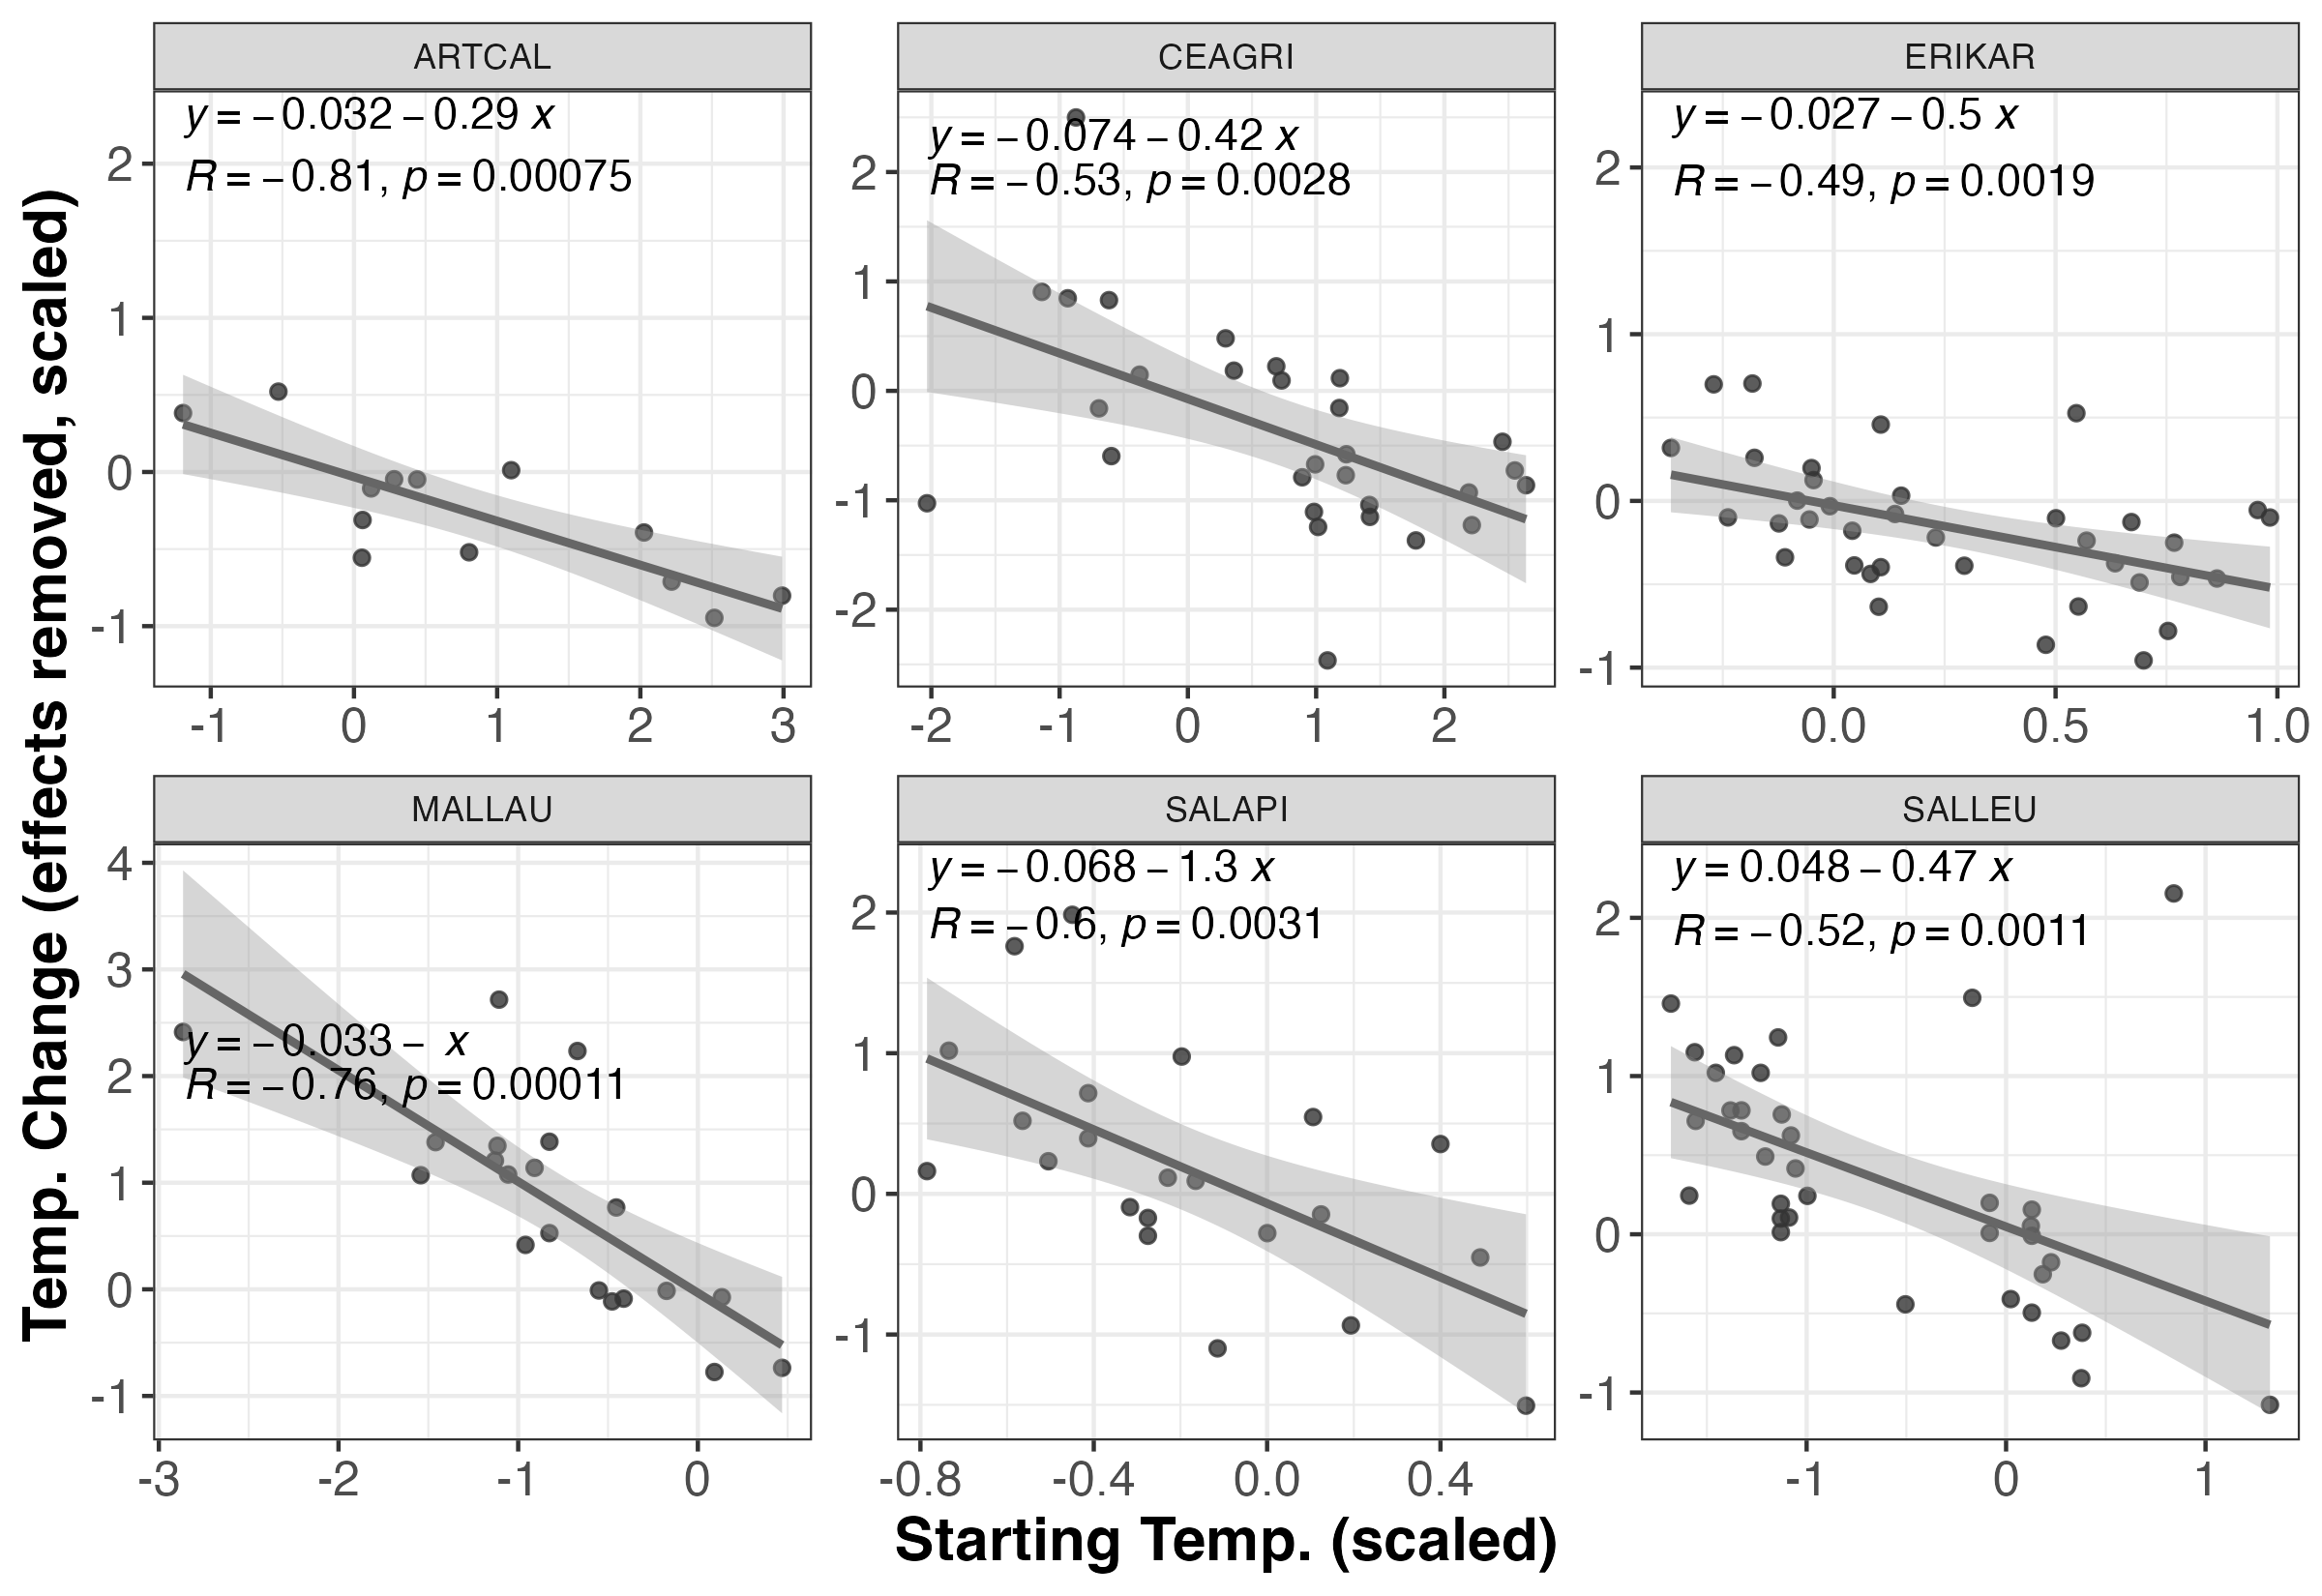 Temp. Change (effects removed, scaled)
ARTCAL
y = −0.032 − 0.29 x
R = −0.81, p = 0.00075
2
1
0
-1
-1 0 1 2 3
CEAGRI
y = −0.074 − 0.42 x
R = −0.53, p = 0.0028
2
1
0
-1
-2
-2 -1 0 1 2
ERIKAR
y = −0.027 − 0.5 x
R = −0.49, p = 0.0019
2
1
0
-1
0.0 0.5 1.0
MALLAU
y = −0.033 − x
R = −0.76, p = 0.00011
4
3
2
1
0
-1
-3 -2 -1 0
SALAPI
y = −0.068 − 1.3 x
R = −0.6, p = 0.0031
2
1
0
-1
-0.8 -0.4 0.0 0.4
SALLEU
y = 0.048 − 0.47 x
R = −0.52, p = 0.0011
2
1
0
-1
-1 0 1
Starting Temp. (scaled)